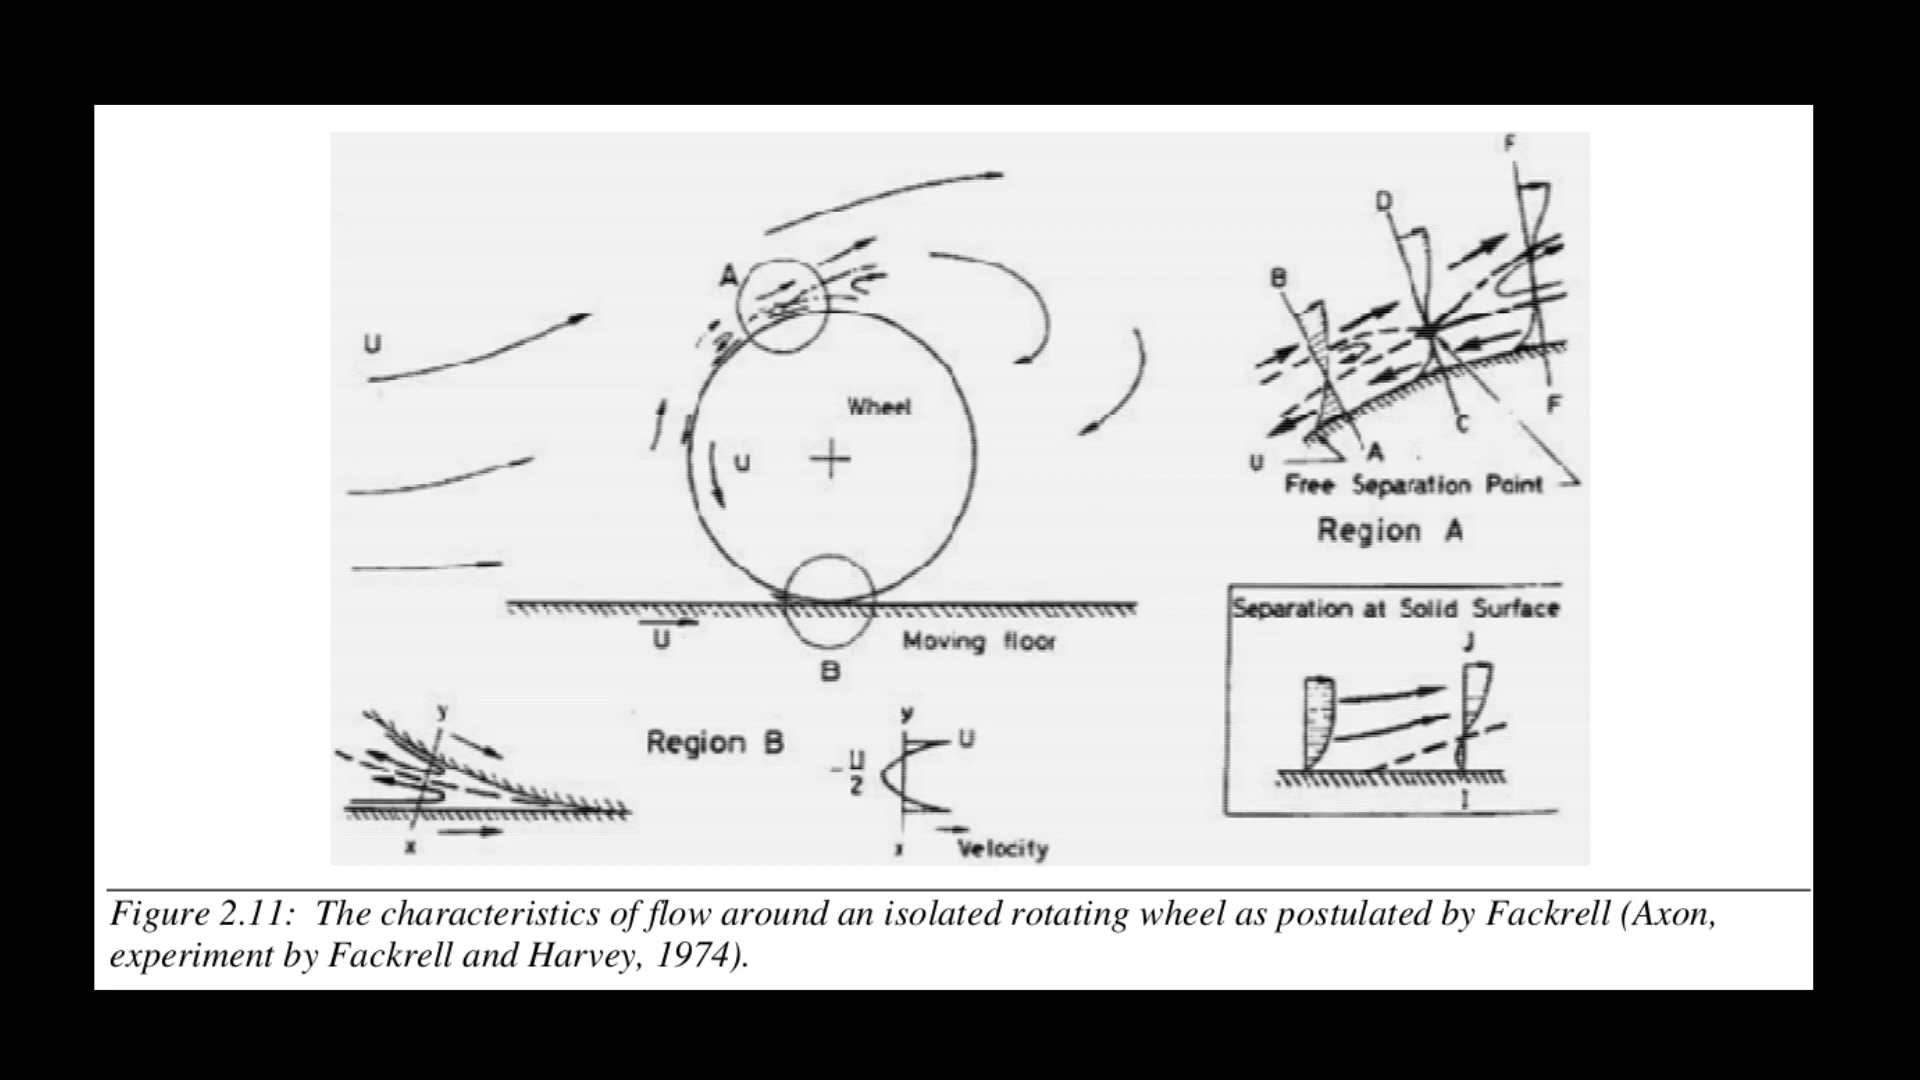 F
D
A
B
U
Wheel
F
C
U
U
A
Free Separation Point
Region A
Separation at Solid Surface
U
Moving floor
J
B
y
y
Region B
U
-U/2
I
x
x
Velocity
Figure 2.11: The characteristics of flow around an isolated rotating wheel as postulated by Fackrell (Axon,
experiment by Fackrell and Harvey, 1974).